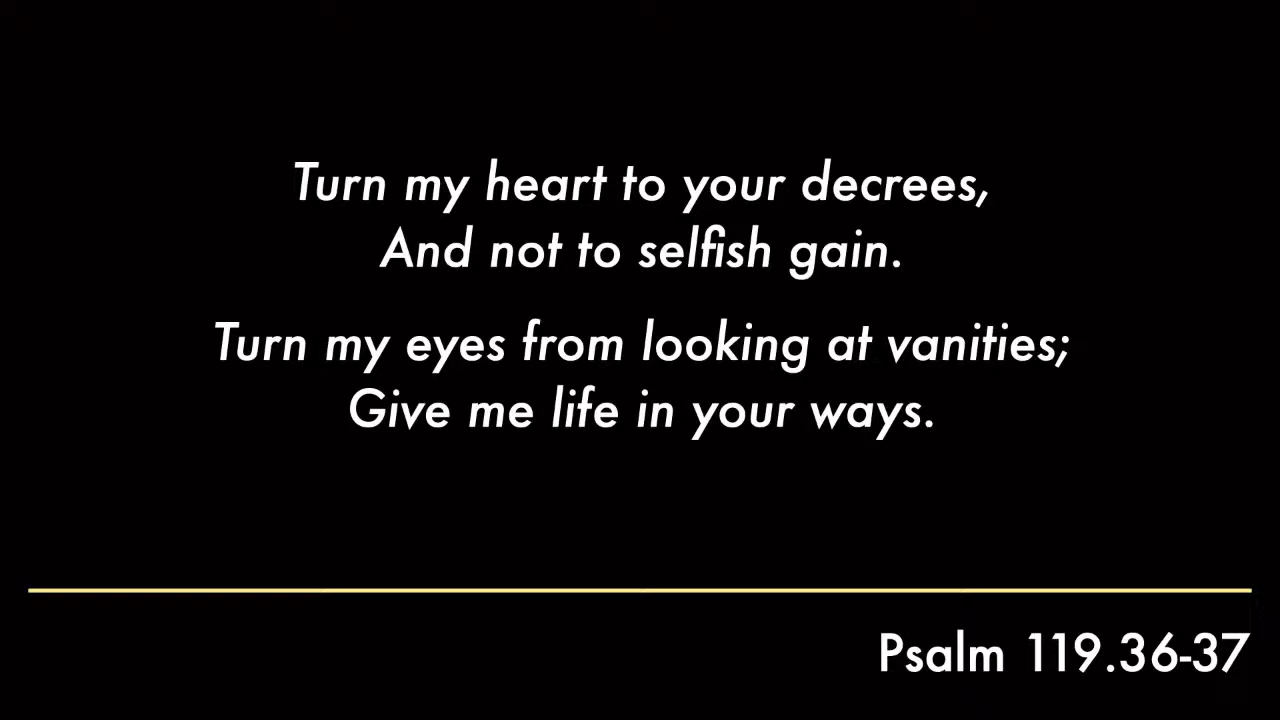 Turn my heart to your decrees,
And not to selfish gain.
Turn my eyes from looking at vanities;
Give me life in your ways.
Psalm 119.36-37